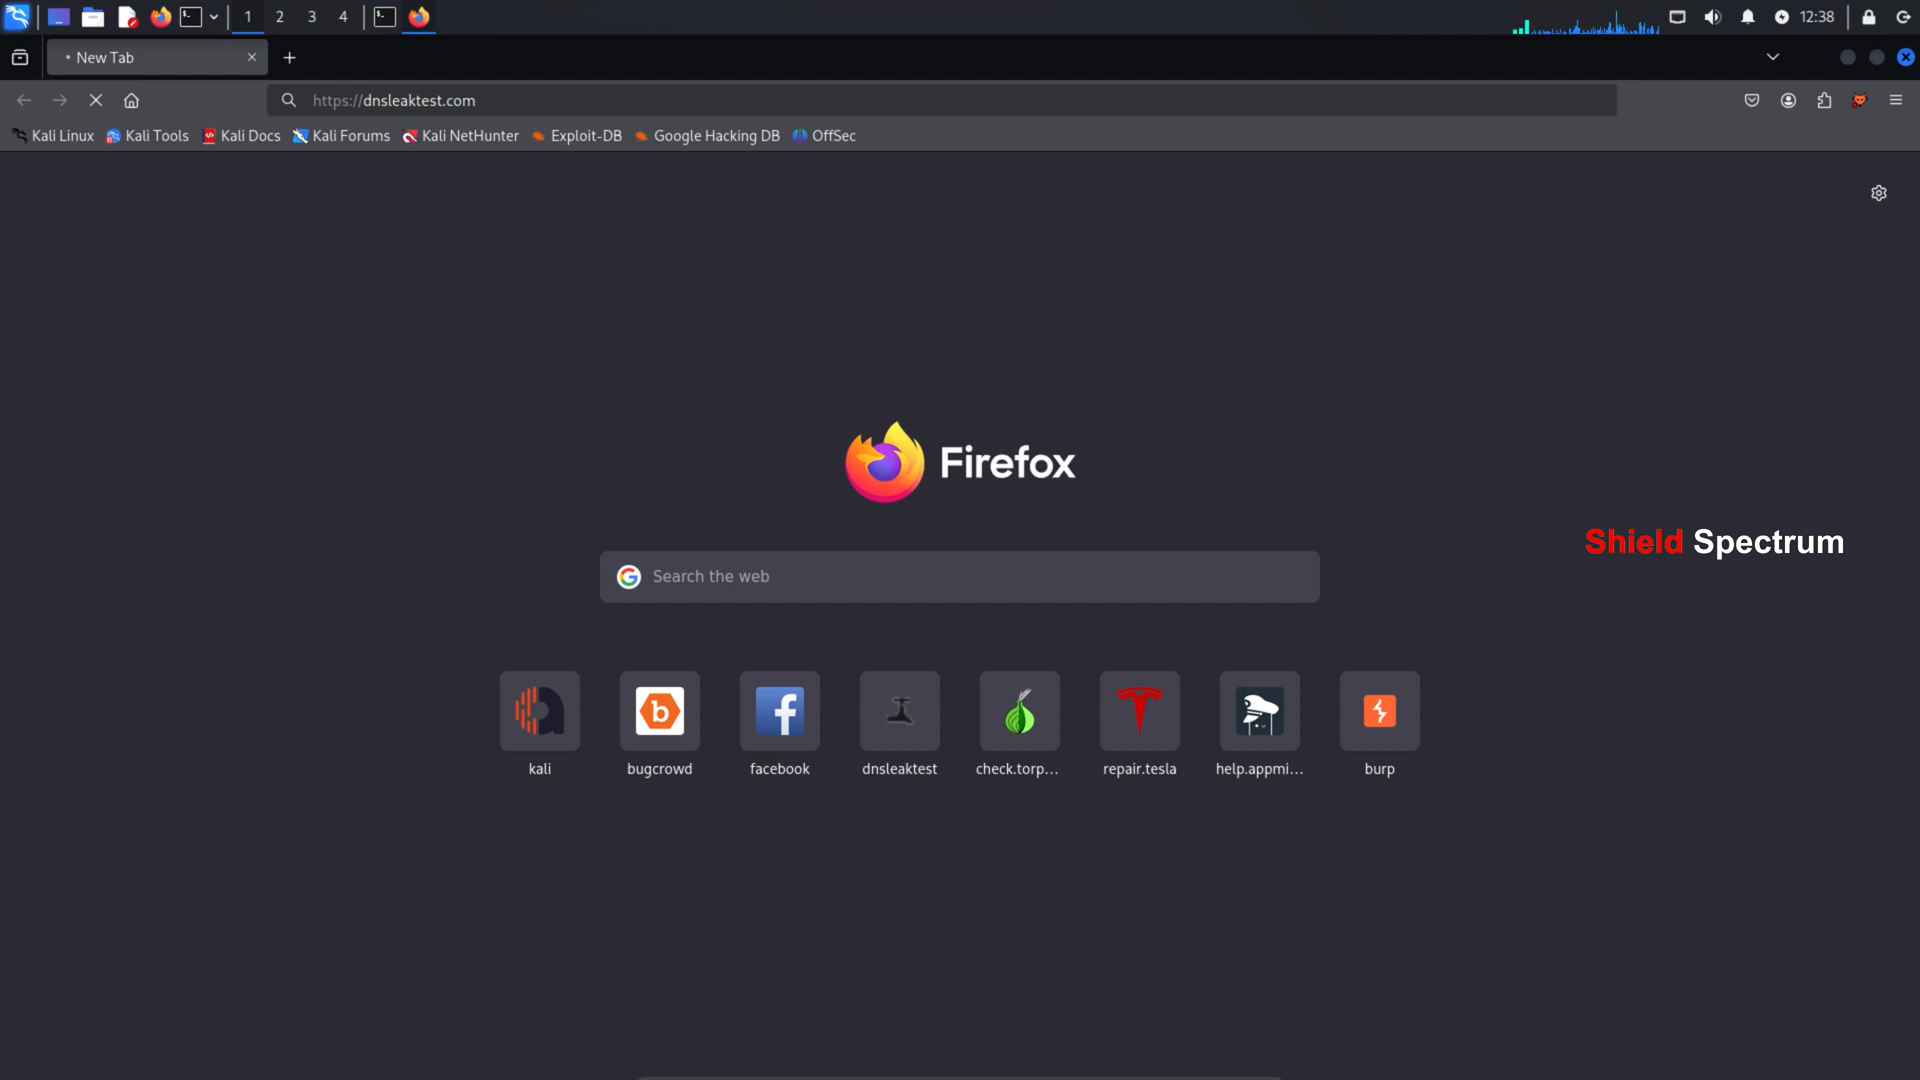 1 2 3 4 12:38
New Tab
https://dnsleaktest.com
Kali Linux Kali Tools Kali Docs Kali Forums Kali NetHunter Exploit-DB Google Hacking DB OffSec
Firefox
Shield Spectrum
Search the web
kali bugcrowd facebook dnsleaktest check.torp... repair.tesla help.appmi... burp